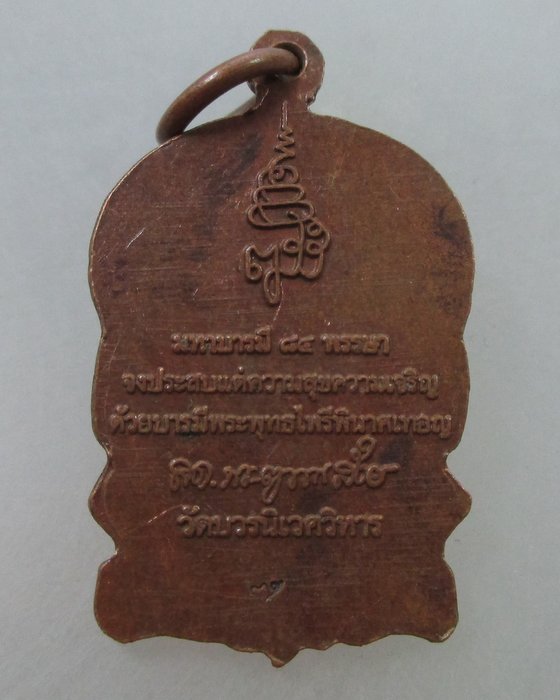 มหาบารมี ๘๔ พรรษา
จงประสบแต่ความสุขความเจริญ
ด้วยบารมีพระพุทธไพรีพินาศเทอญ
วัดบวรนิเวศวิหาร